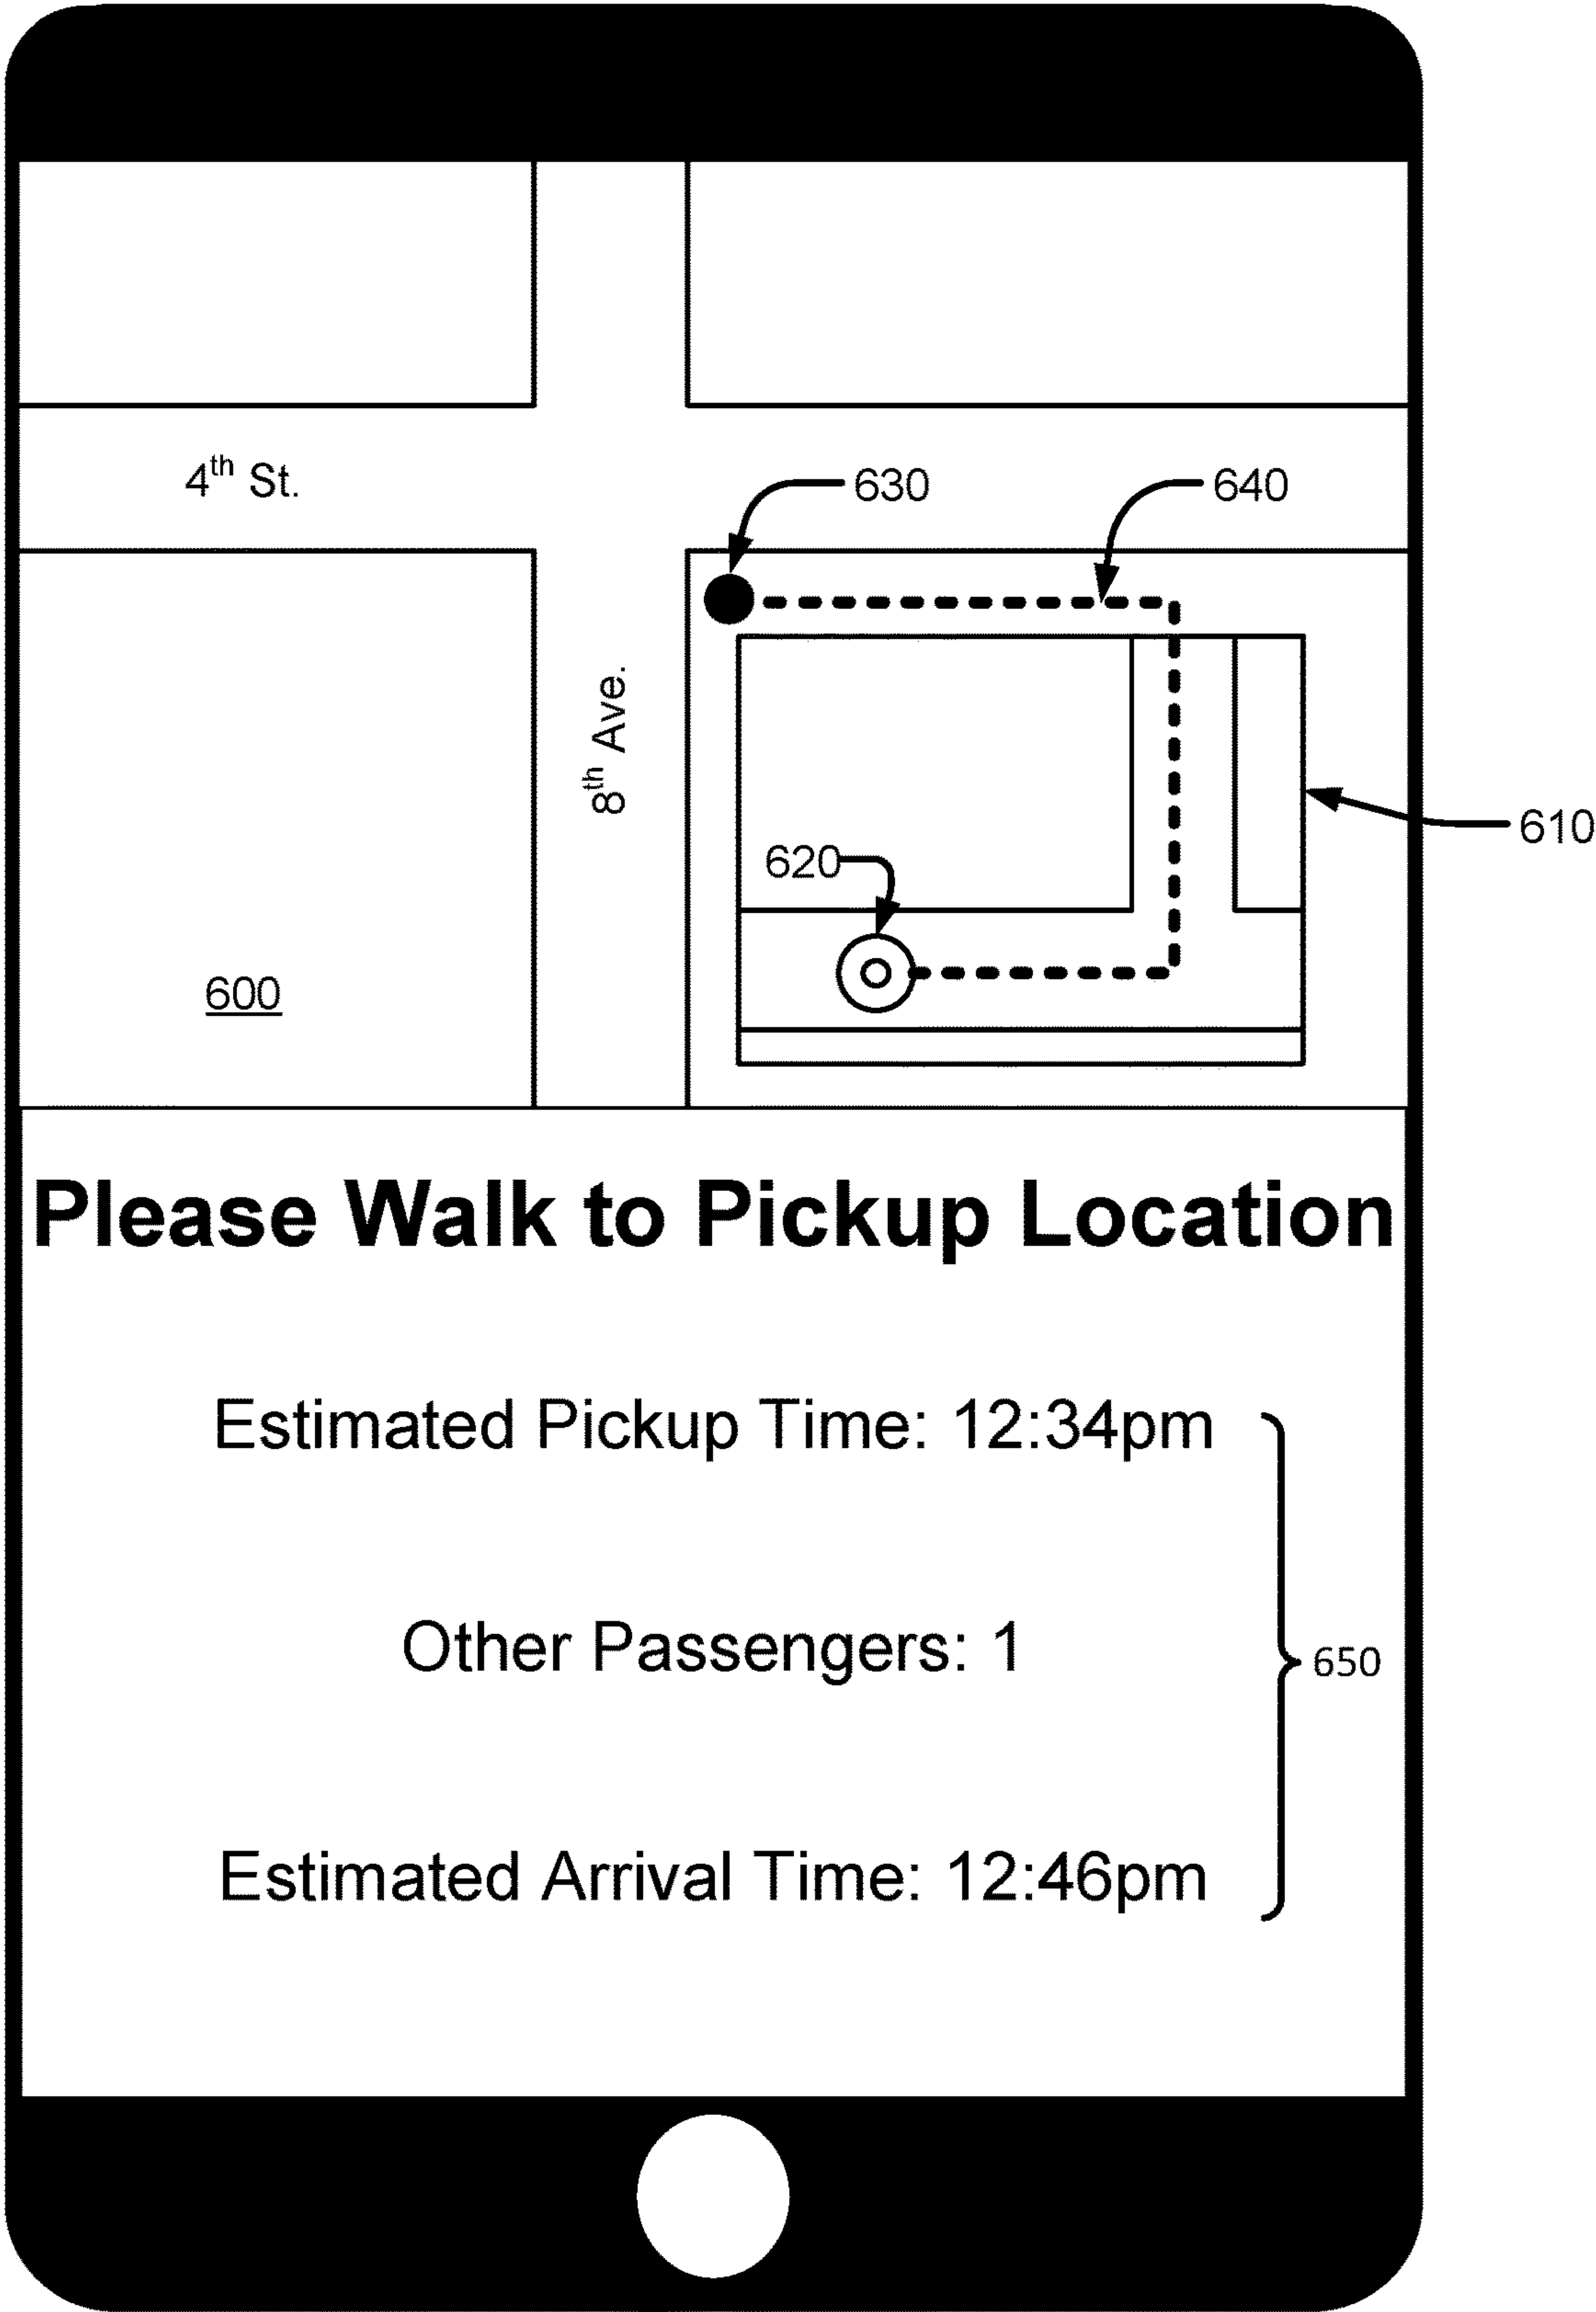 4th St.
630
640
8th Ave.
610
620
600
Please Walk to Pickup Location
Estimated Pickup Time: 12:34pm
Other Passengers: 1
650
Estimated Arrival Time: 12:46pm